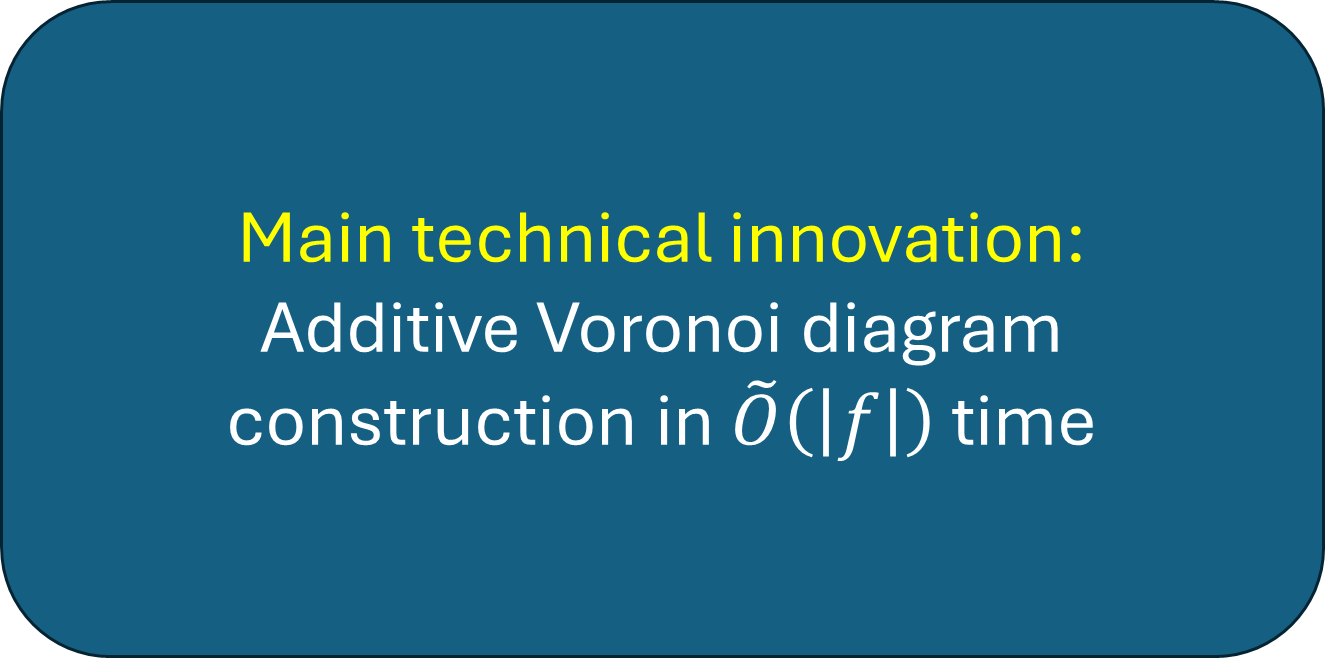 Main technical innovation:
Additive Voronoi diagram
construction in Õ(|f|) time